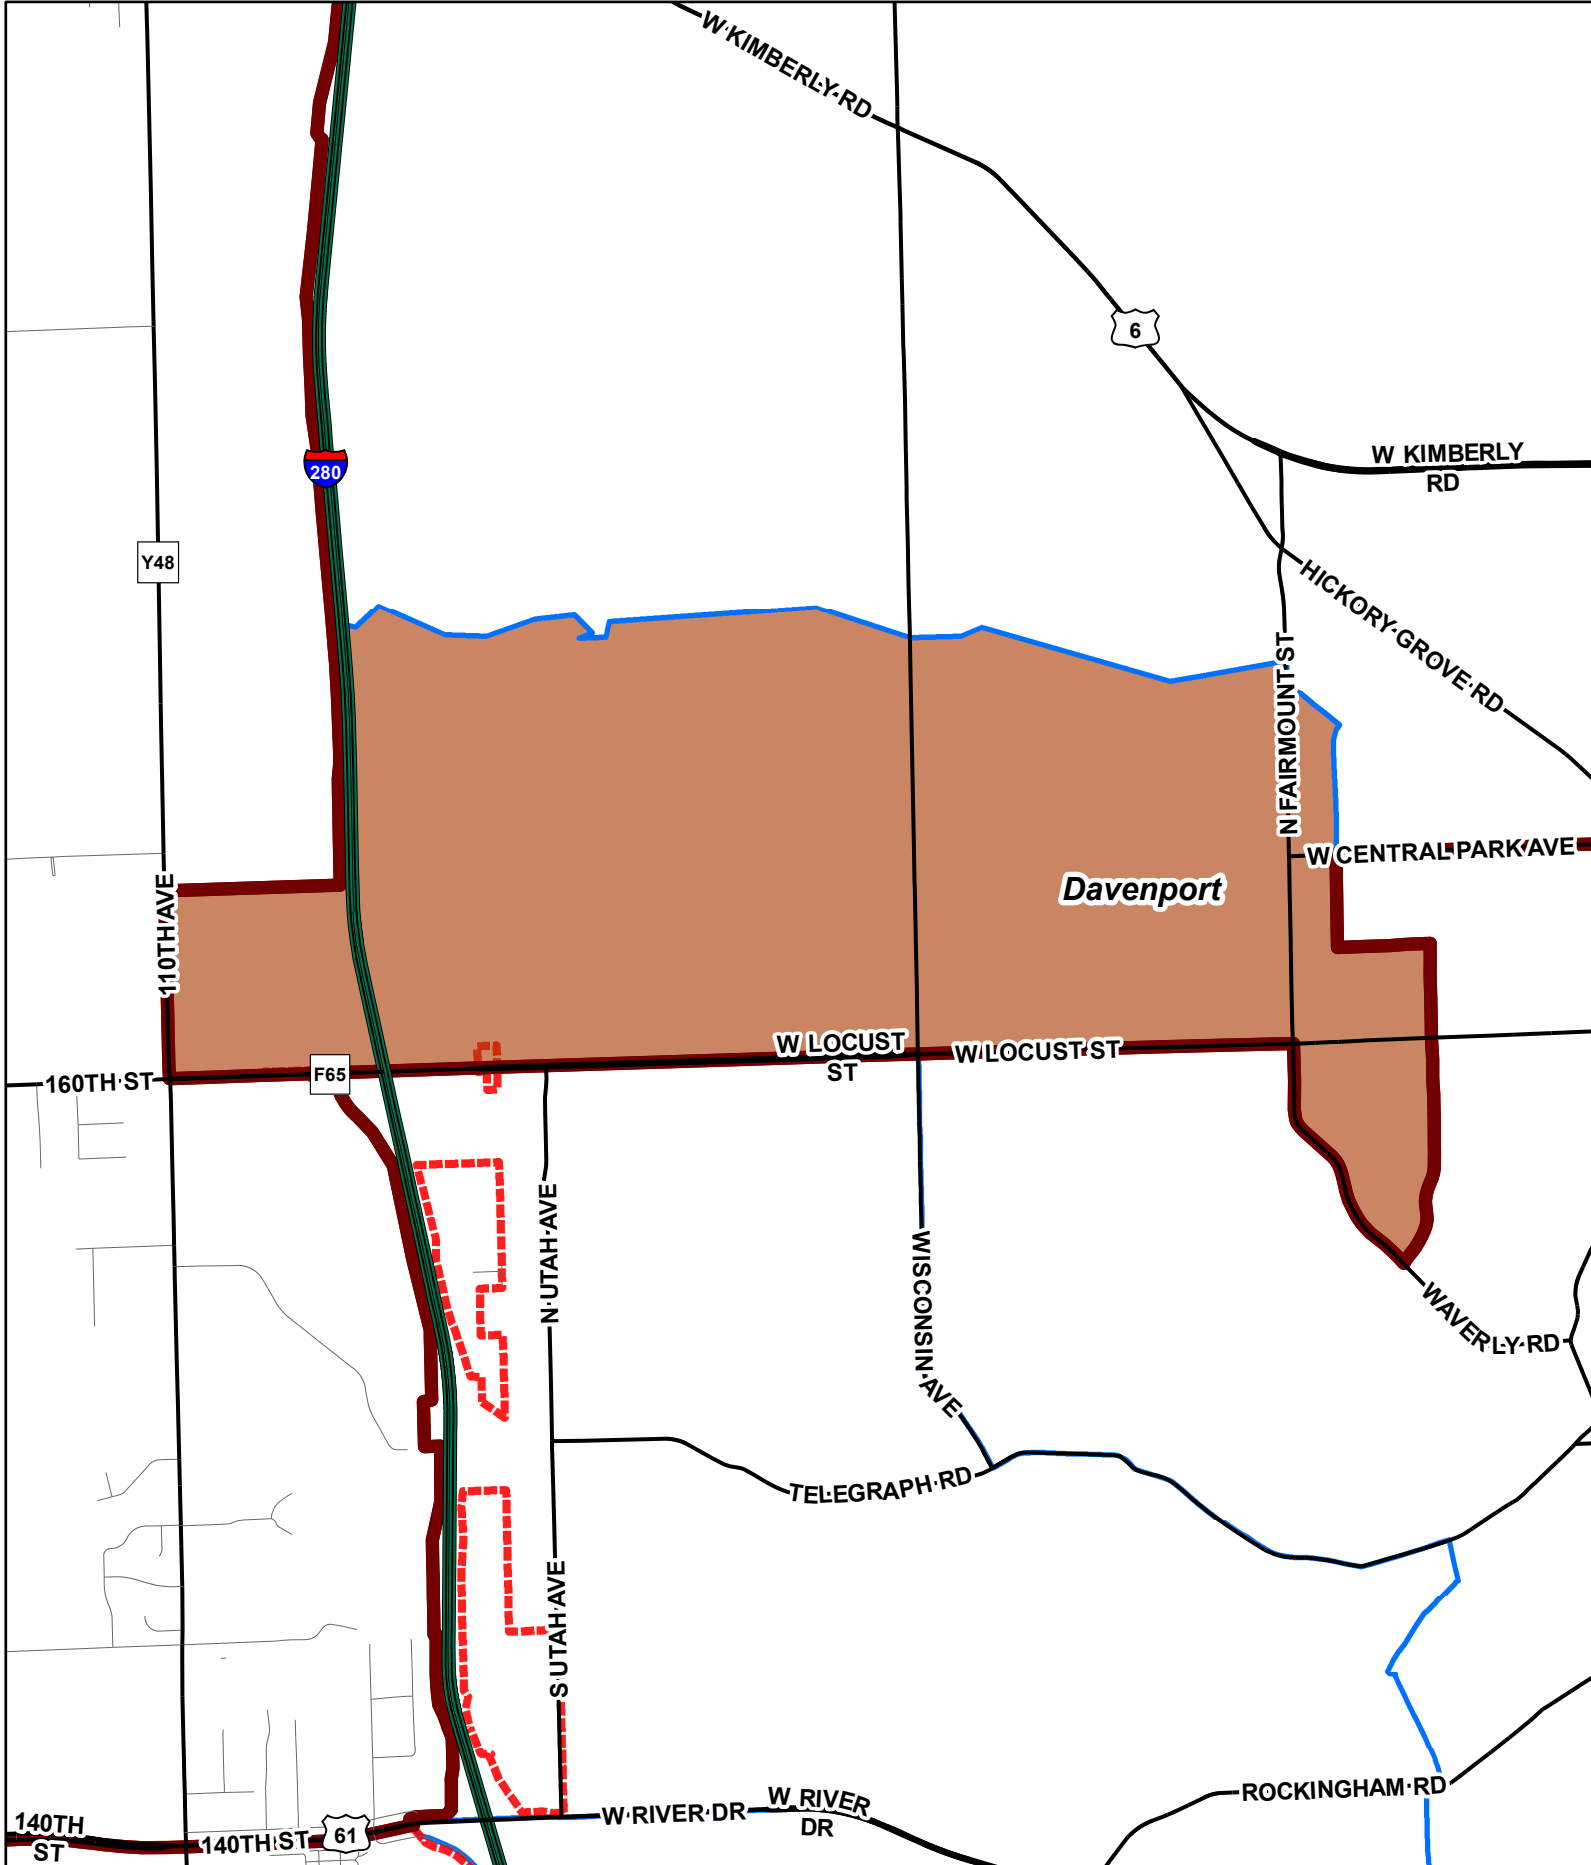 W KIMBERLY RD
6
W KIMBERLY
RD
280
Y48
HICKORY GROVE RD
N FAIRMOUNT ST
W CENTRAL PARK AVE
110TH AVE
Davenport
W LOCUST
ST
W LOCUST ST
160TH ST
F65
N UTAH AVE
WISCONSIN AVE
WAVERLY RD
TELEGRAPH RD
S UTAH AVE
ROCKINGHAM RD
W RIVER DR
W RIVER
DR
140TH
ST
140TH ST
61